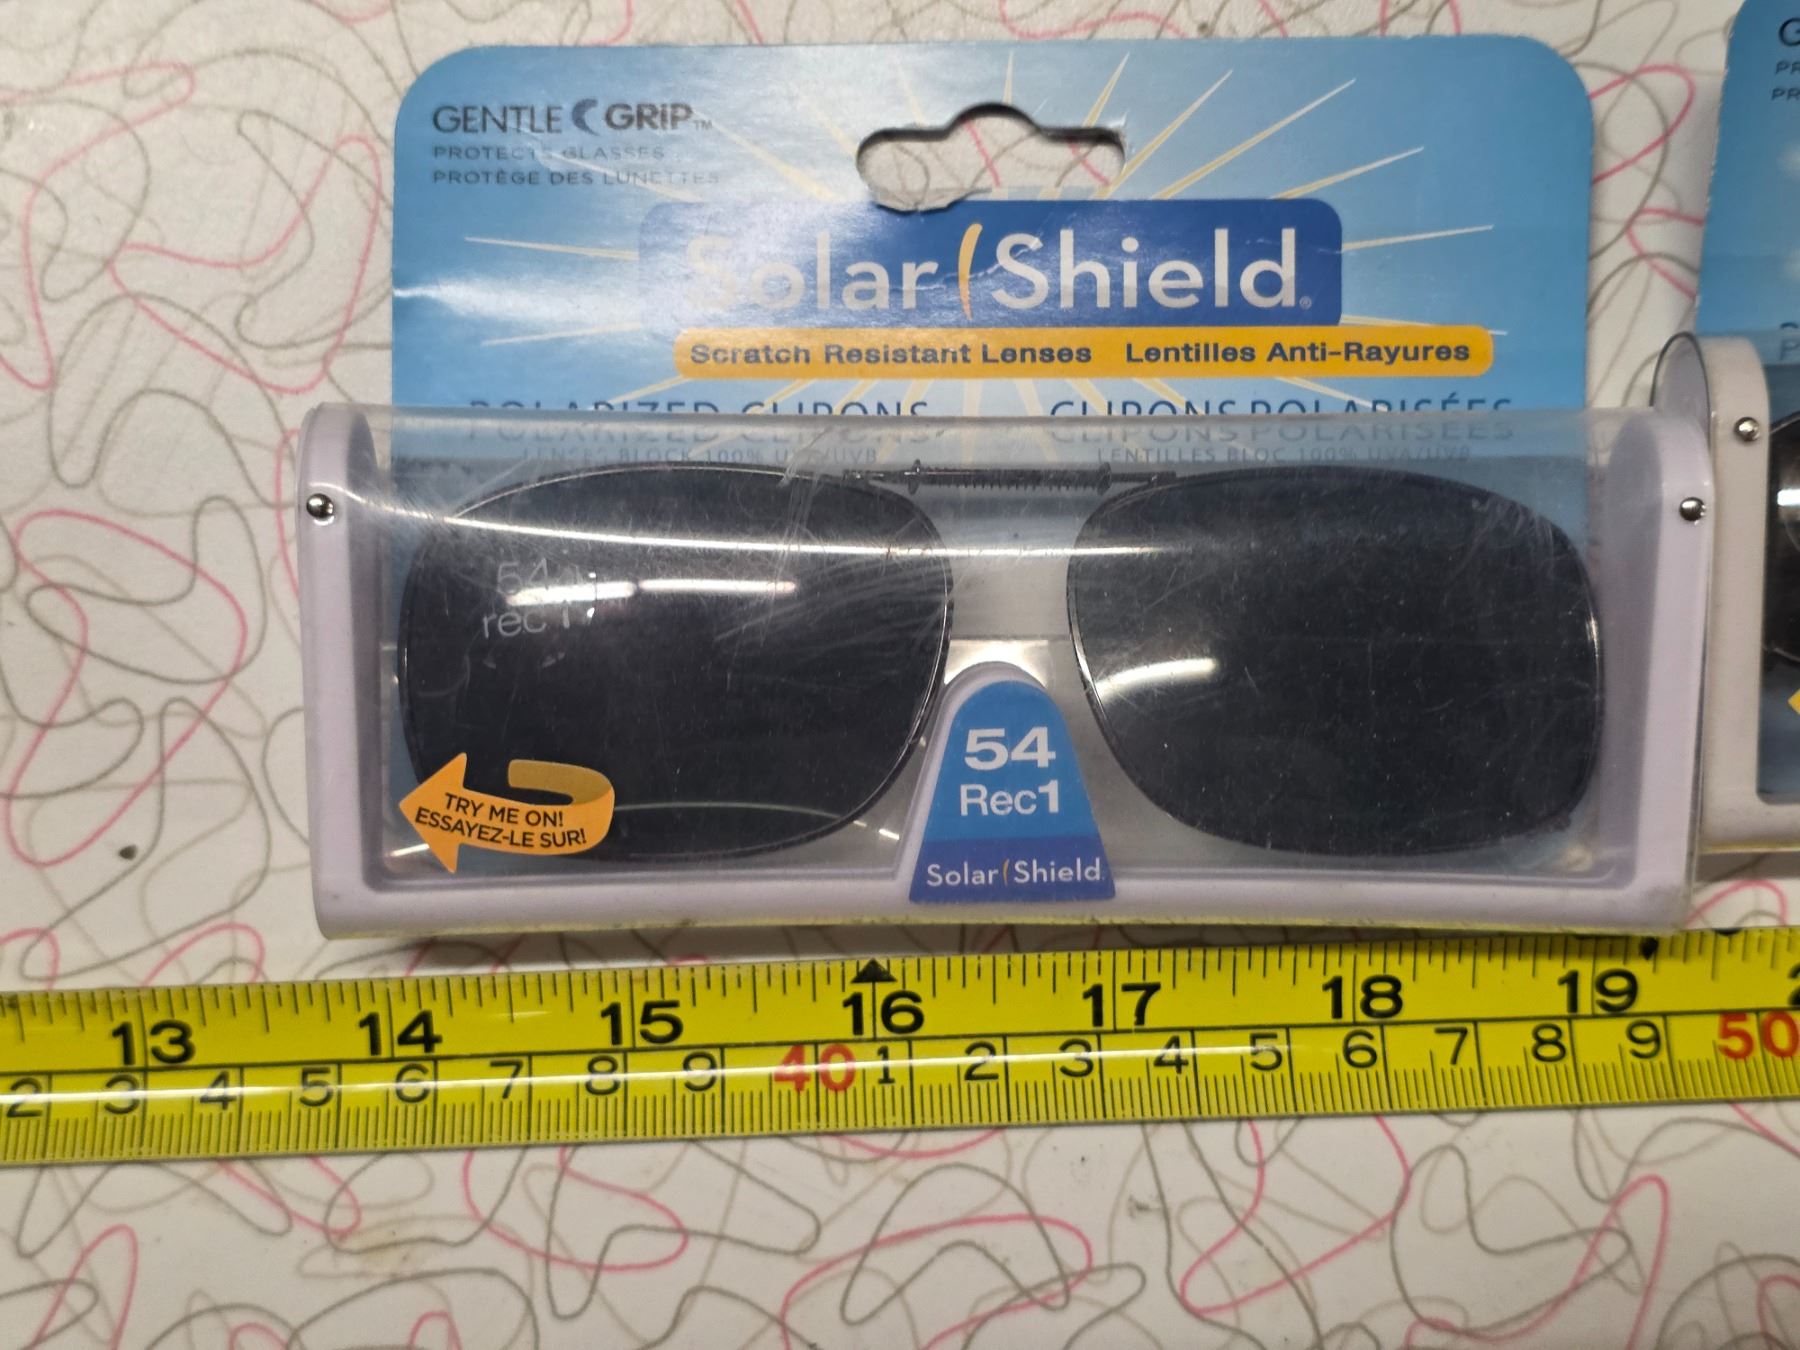 GENTLE GRIP™
PROTECTS GLASSES
PROTÈGE DES LUNETTES
Solar Shield®
Scratch Resistant Lenses Lentilles Anti-Rayures
POLARIZED CLIPONS CLIPONS POLARISÉES
LENSES BLOCK 100% UVA/UVB LENTILLES BLOC 100% UVA/UVB
54
rec 1
54
Rec1
TRY ME ON!
ESSAYEZ-LE SUR!
Solar Shield
13 14 15 16 17 18 19
2 3 4 5 6 7 8 9 40 1 2 3 4 5 6 7 8 9 50